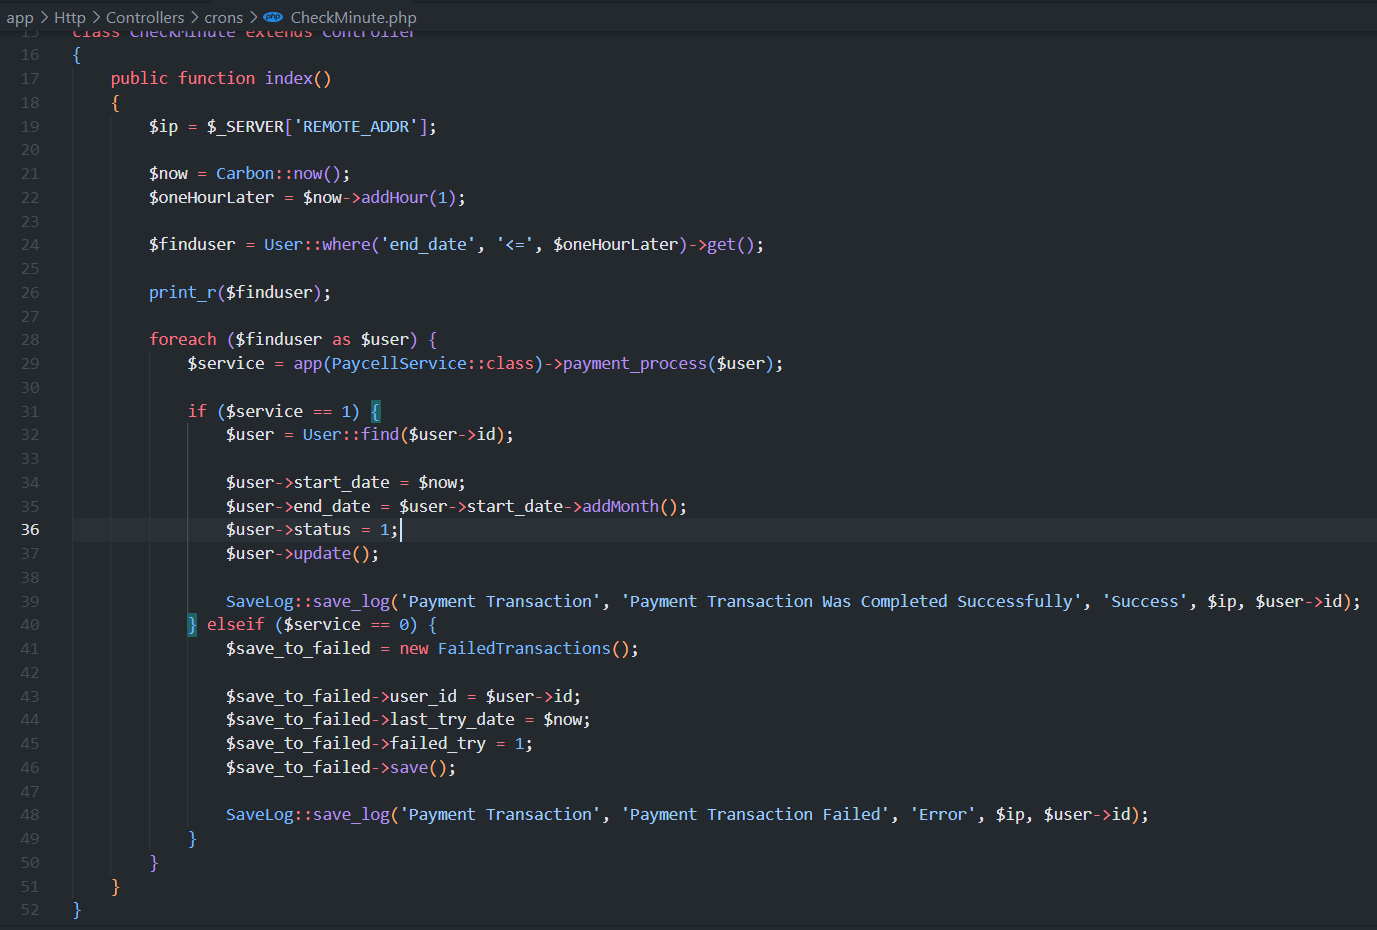 app > Http > Controllers > crons > php CheckMinute.php
15 class CheckMinute extends Controller
16 {
17 public function index()
18 {
19 $ip = $_SERVER['REMOTE_ADDR'];
20
21 $now = Carbon::now();
22 $oneHourLater = $now->addHour(1);
23
24 $finduser = User::where('end_date', '<=', $oneHourLater)->get();
25
26 print_r($finduser);
27
28 foreach ($finduser as $user) {
29 $service = app(PaycellService::class)->payment_process($user);
30
31 if ($service == 1) {
32 $user = User::find($user->id);
33
34 $user->start_date = $now;
35 $user->end_date = $user->start_date->addMonth();
36 $user->status = 1;
37 $user->update();
38
39 SaveLog::save_log('Payment Transaction', 'Payment Transaction Was Completed Successfully', 'Success', $ip, $user->id);
40 } elseif ($service == 0) {
41 $save_to_failed = new FailedTransactions();
42
43 $save_to_failed->user_id = $user->id;
44 $save_to_failed->last_try_date = $now;
45 $save_to_failed->failed_try = 1;
46 $save_to_failed->save();
47
48 SaveLog::save_log('Payment Transaction', 'Payment Transaction Failed', 'Error', $ip, $user->id);
49 }
50 }
51 }
52 }